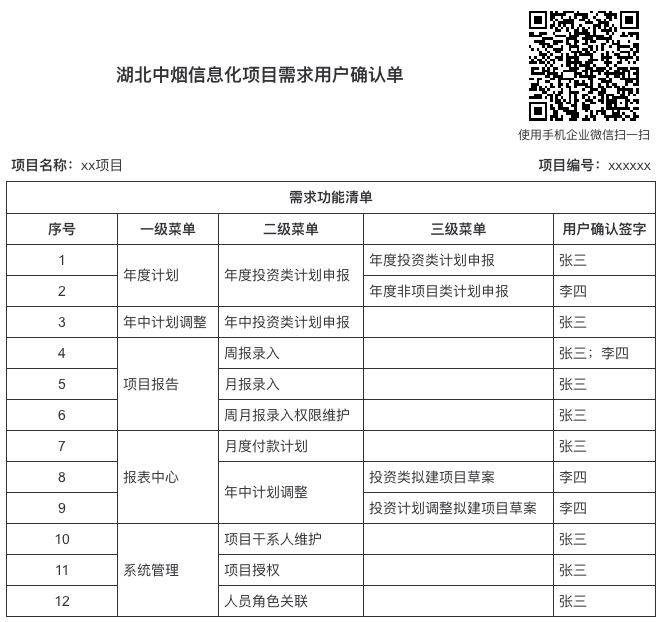 湖北中烟信息化项目需求用户确认单
使用手机企业微信扫一扫
项目名称：xx项目 项目编号：xxxxxx
需求功能清单
序号 一级菜单 二级菜单 三级菜单 用户确认签字
1 年度计划 年度投资类计划申报 年度投资类计划申报 张三
2 年度非项目类计划申报 李四
3 年中计划调整 年中投资类计划申报 张三
4 项目报告 周报录入 张三；李四
5 月报录入 张三
6 周月报录入权限维护 张三
7 报表中心 月度付款计划 张三
8 年中计划调整 投资类拟建项目草案 李四
9 投资计划调整拟建项目草案 李四
10 系统管理 项目干系人维护 张三
11 项目授权 张三
12 人员角色关联 张三